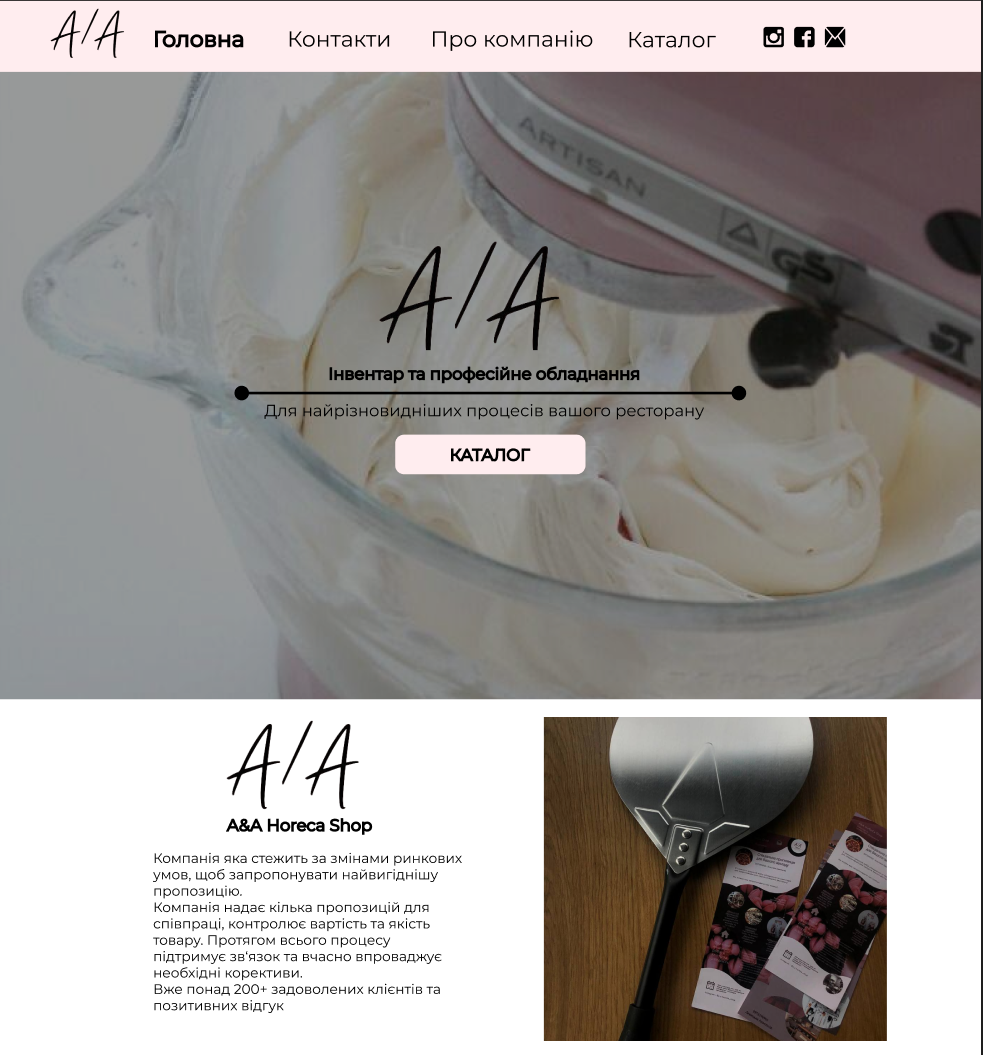 A/A
Головна
Контакти
Про компанію
Каталог
ARTISAN
GS
A/A
Інвентар та професійне обладнання
Для найрізновидніших процесів вашого ресторану
КАТАЛОГ
A/A
A&A Horeca Shop
Компанія яка стежить за змінами ринкових
умов, щоб запропонувати найвигіднішу
пропозицію.
Компанія надає кілька пропозицій для
співпраці, контролює вартість та якість
товару. Протягом всього процесу
підтримує зв'язок та вчасно впроваджує
необхідні корективи.
Вже понад 200+ задоволених клієнтів та
позитивних відгук